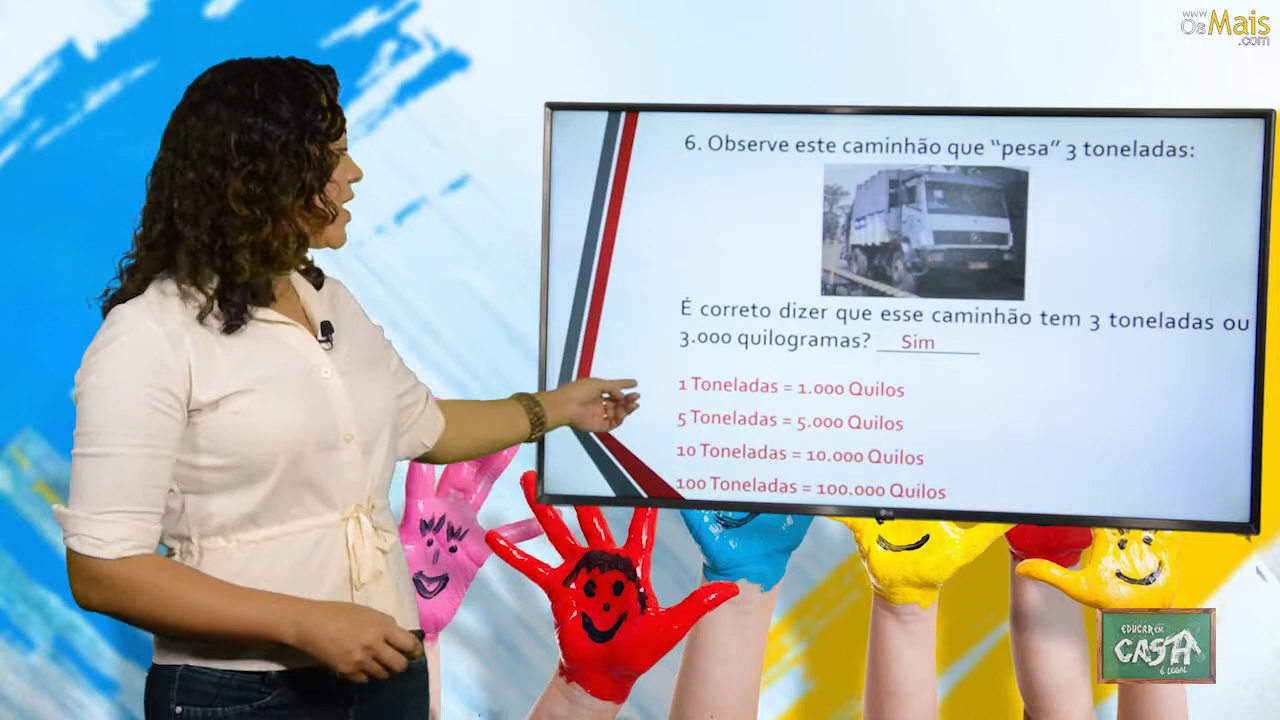 www
OsMais
.com
6. Observe este caminhão que “pesa” 3 toneladas:
É correto dizer que esse caminhão tem 3 toneladas ou
3.000 quilogramas? __Sim____
1 Toneladas = 1.000 Quilos
5 Toneladas = 5.000 Quilos
10 Toneladas = 10.000 Quilos
100 Toneladas = 100.000 Quilos
LG
EDUCAR EM
CASA
É LEGAL